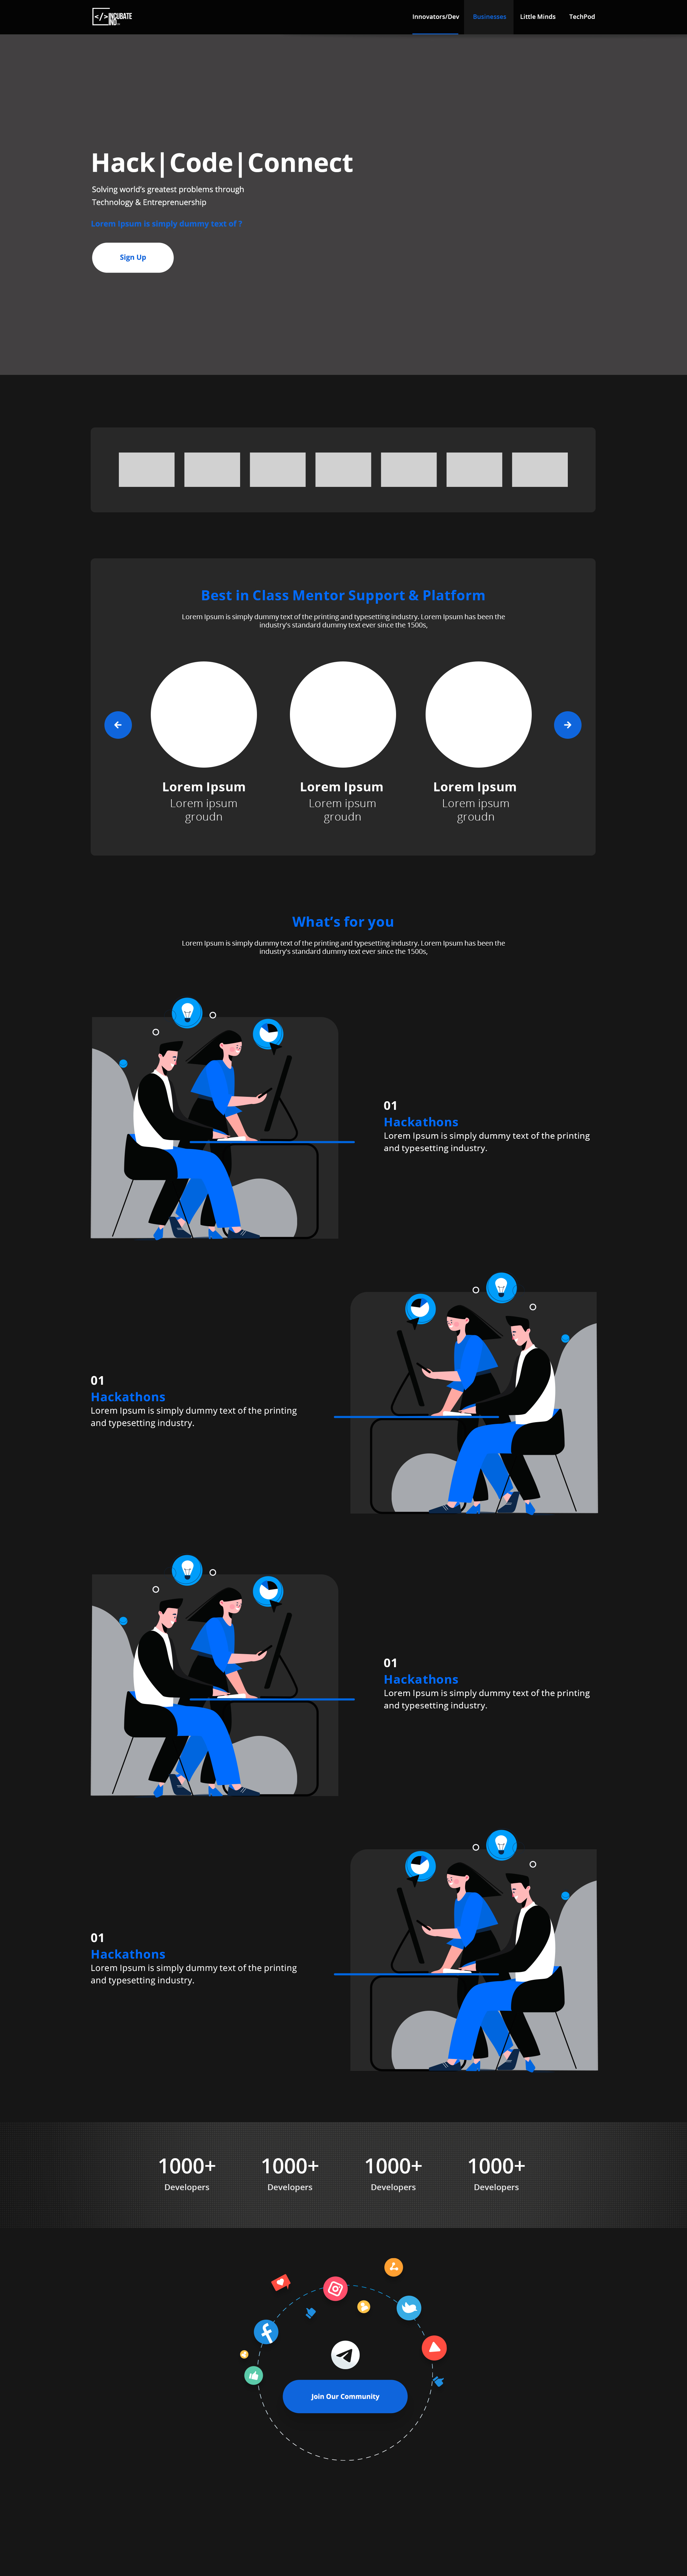 </> INCUBATE
IND
Innovators/Dev
Businesses
Little Minds
TechPod
Hack|Code|Connect
Solving world's greatest problems through
Technology & Entreprenuership
Lorem Ipsum is simply dummy text of ?
Sign Up
Best in Class Mentor Support & Platform
Lorem Ipsum is simply dummy text of the printing and typesetting industry. Lorem Ipsum has been the
industry's standard dummy text ever since the 1500s,
Lorem Ipsum
Lorem ipsum
groudn
Lorem Ipsum
Lorem ipsum
groudn
Lorem Ipsum
Lorem ipsum
groudn
What's for you
Lorem Ipsum is simply dummy text of the printing and typesetting industry. Lorem Ipsum has been the
industry's standard dummy text ever since the 1500s,
01
Hackathons
Lorem Ipsum is simply dummy text of the printing
and typesetting industry.
01
Hackathons
Lorem Ipsum is simply dummy text of the printing
and typesetting industry.
01
Hackathons
Lorem Ipsum is simply dummy text of the printing
and typesetting industry.
01
Hackathons
Lorem Ipsum is simply dummy text of the printing
and typesetting industry.
1000+
Developers
1000+
Developers
1000+
Developers
1000+
Developers
Join Our Community